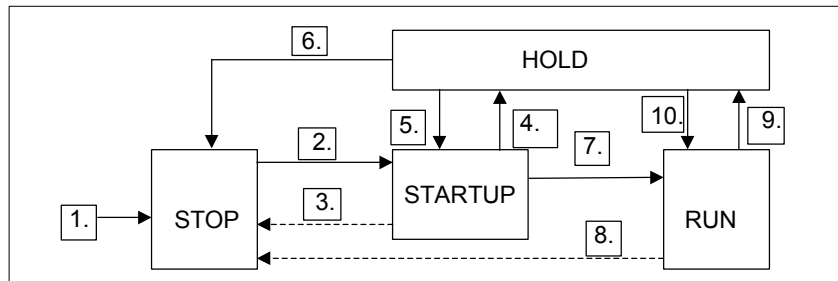 6.
HOLD
5.
4.
10.
9.
2.
7.
STARTUP
3.
1.
STOP
RUN
8.